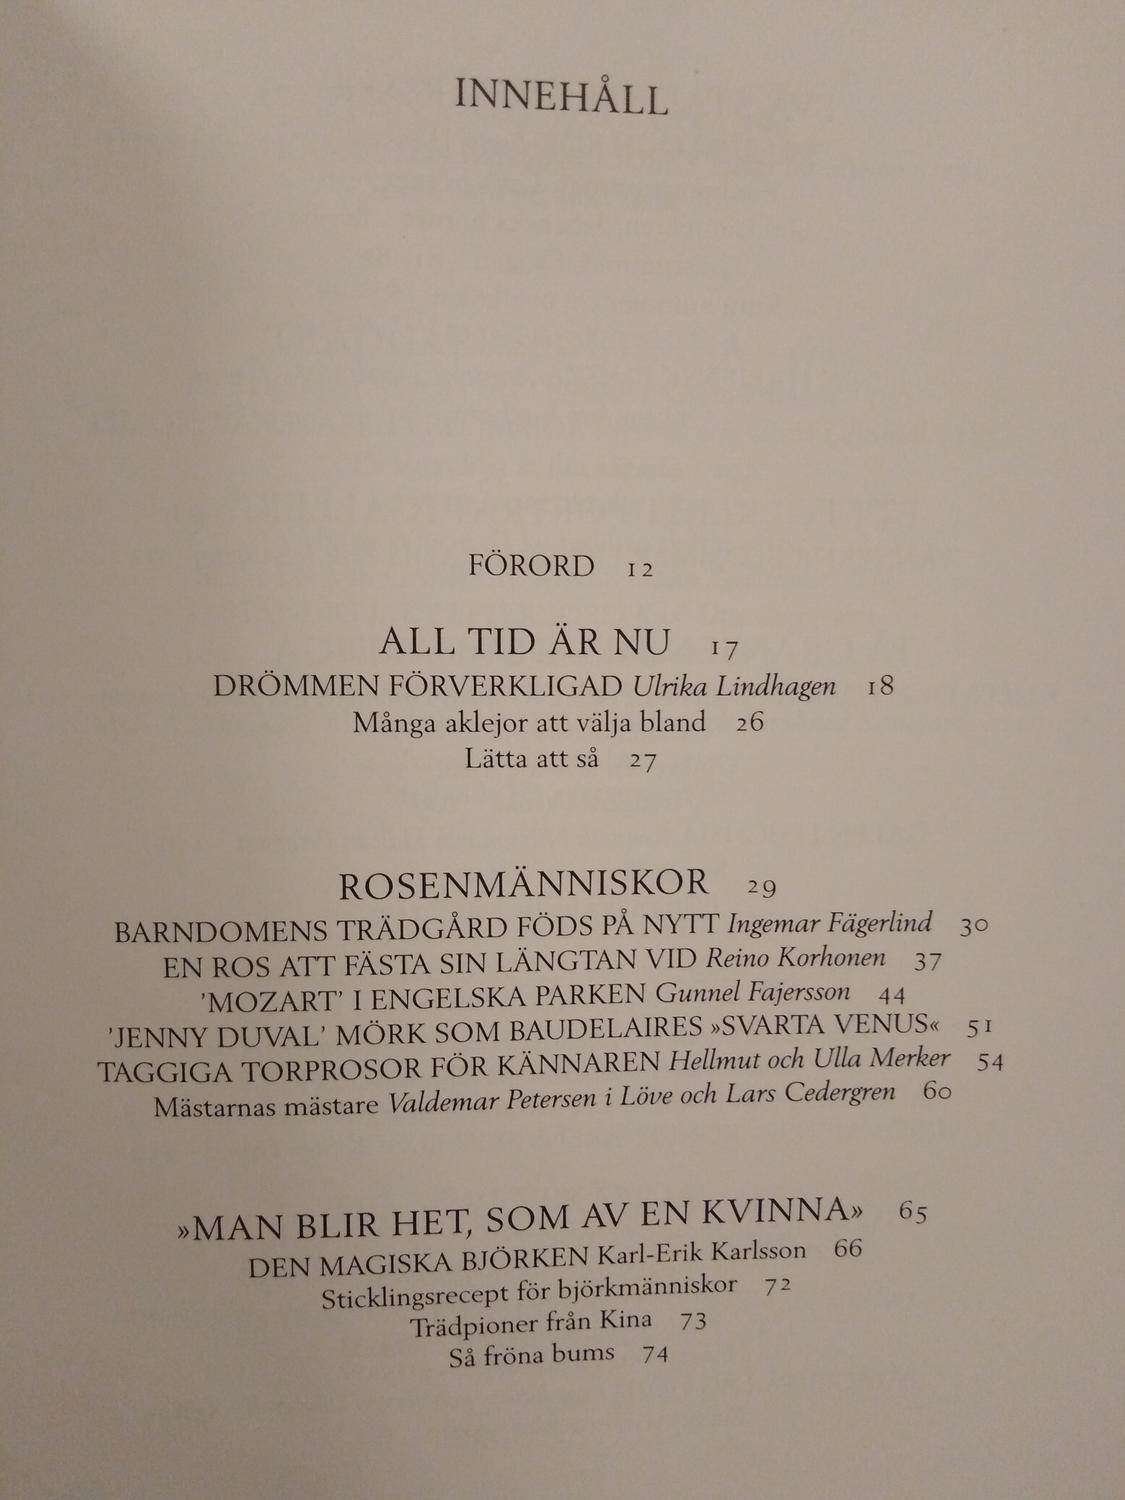 INNEHÅLL
FÖRORD 12
ALL TID ÄR NU 17
DRÖMMEN FÖRVERKLIGAD Ulrika Lindhagen 18
Många aklejor att välja bland 26
Lätta att så 27
ROSENMÄNNISKOR 29
BARNDOMENS TRÄDGÅRD FÖDS PÅ NYTT Ingemar Fägerlind 30
EN ROS ATT FÄSTA SIN LÄNGTAN VID Reino Korhonen 37
'MOZART' I ENGELSKA PARKEN Gunnel Fajersson 44
'JENNY DUVAL' MÖRK SOM BAUDELAIRES »SVARTA VENUS« 51
TAGGIGA TORPROSOR FÖR KÄNNAREN Hellmut och Ulla Merker 54
Mästarnas mästare Valdemar Petersen i Löve och Lars Cedergren 60
»MAN BLIR HET, SOM AV EN KVINNA» 65
DEN MAGISKA BJÖRKEN Karl-Erik Karlsson 66
Sticklingsrecept för björkmänniskor 72
Trädpioner från Kina 73
Så fröna bums 74